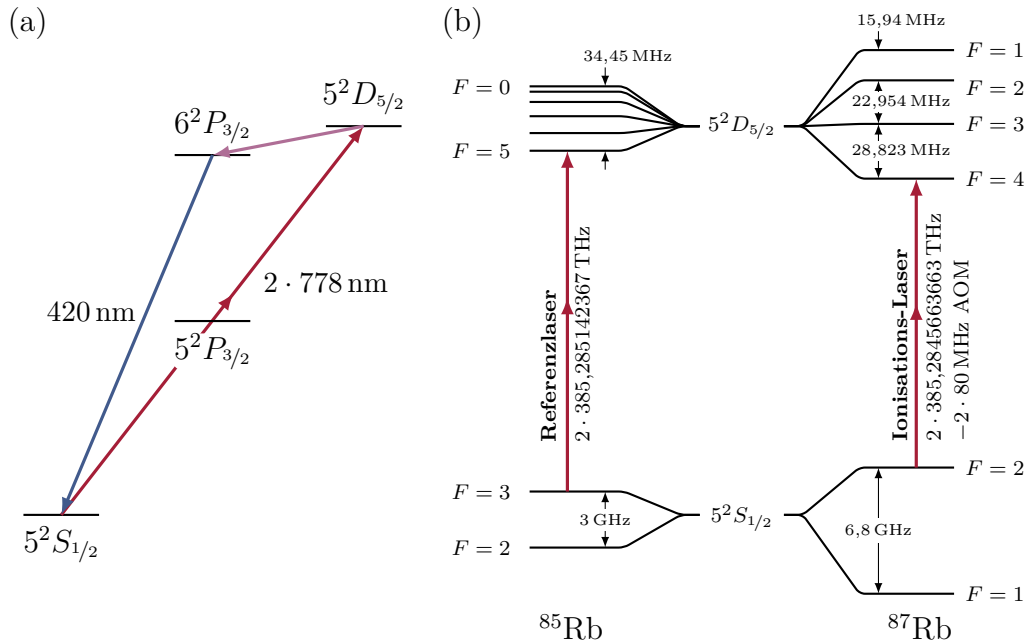 (a)
5²D₅/₂
6²P₃/₂
420 nm
2 · 778 nm
5²P₃/₂
5²S₁/₂
(b)
34,45 MHz
F = 0
F = 5
5²D₅/₂
15,94 MHz
F = 1
F = 2
22,954 MHz
F = 3
28,823 MHz
F = 4
Referenzlaser
2 · 385,285142367 THz
Ionisations-Laser
2 · 385,2845663663 THz
−2 · 80 MHz AOM
F = 3
3 GHz
F = 2
5²S₁/₂
F = 2
6,8 GHz
F = 1
⁸⁵Rb
⁸⁷Rb